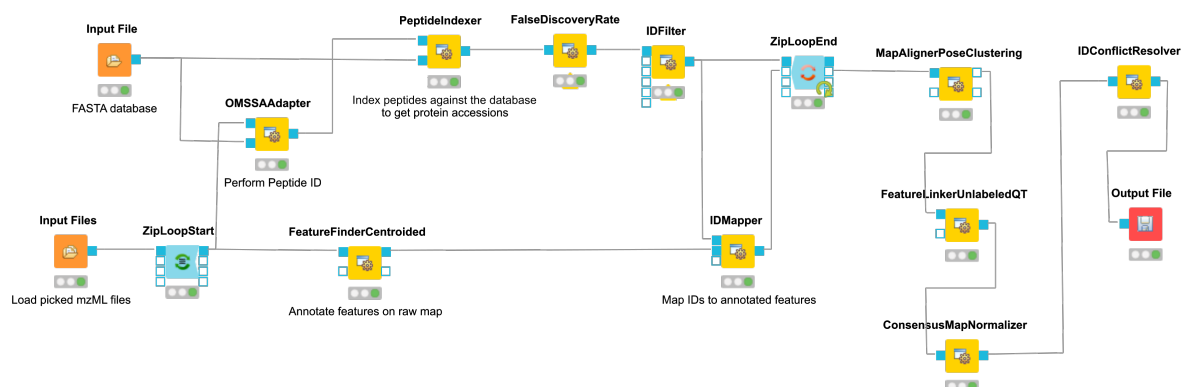 Input File
FASTA database
OMSSAAdapter
Perform Peptide ID
PeptideIndexer
Index peptides against the database
to get protein accessions
FalseDiscoveryRate
IDFilter
ZipLoopEnd
MapAlignerPoseClustering
IDConflictResolver
Input Files
Load picked mzML files
ZipLoopStart
FeatureFinderCentroided
Annotate features on raw map
IDMapper
Map IDs to annotated features
FeatureLinkerUnlabeledQT
Output File
ConsensusMapNormalizer